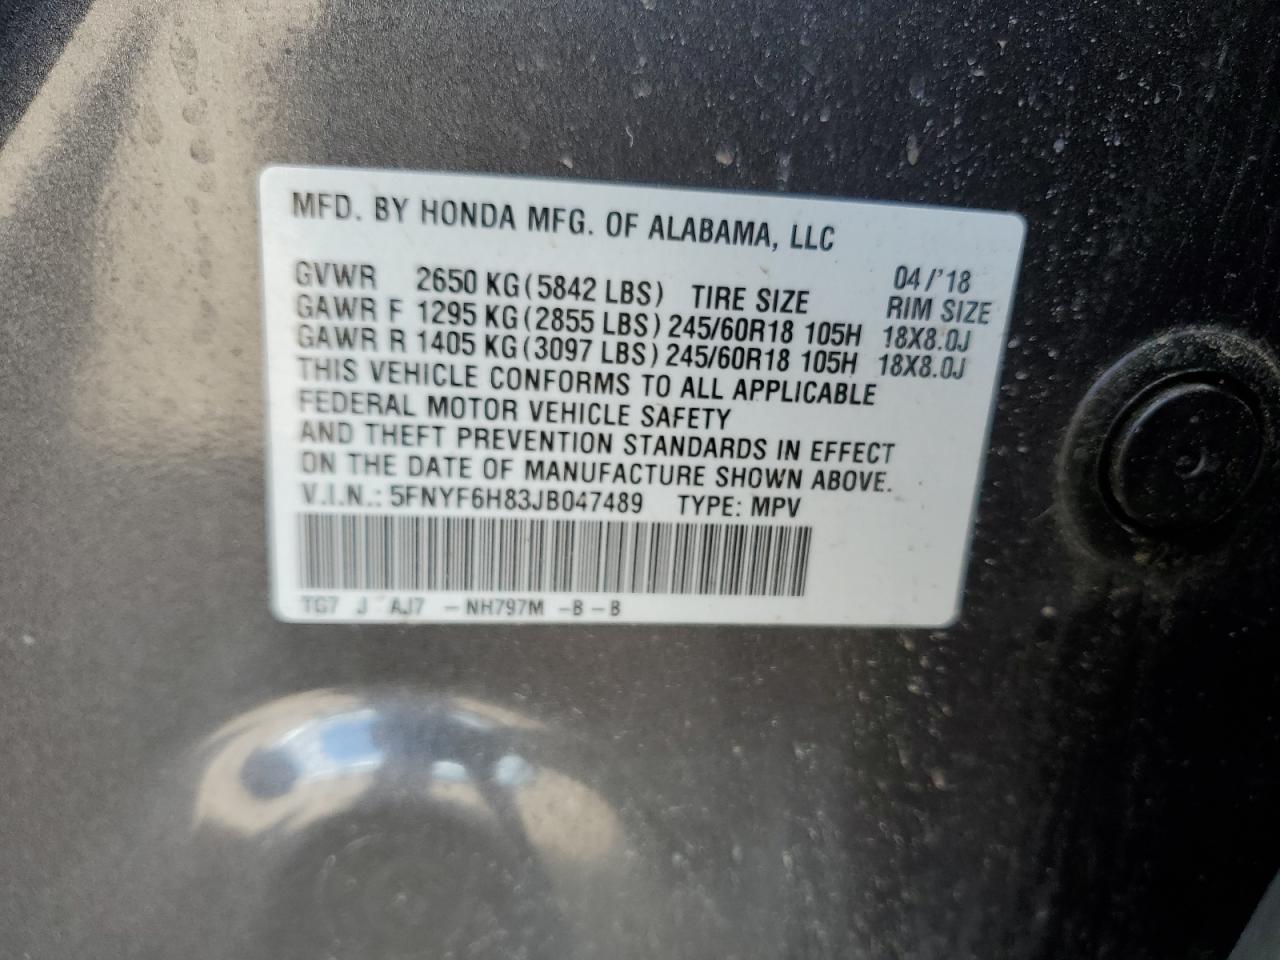 MFD. BY HONDA MFG. OF ALABAMA, LLC
04/'18
GVWR 2650 KG(5842 LBS) TIRE SIZE RIM SIZE
GAWR F 1295 KG(2855 LBS) 245/60R18 105H 18X8.0J
GAWR R 1405 KG(3097 LBS) 245/60R18 105H 18X8.0J
THIS VEHICLE CONFORMS TO ALL APPLICABLE
FEDERAL MOTOR VEHICLE SAFETY
AND THEFT PREVENTION STANDARDS IN EFFECT
ON THE DATE OF MANUFACTURE SHOWN ABOVE.
V.I.N.: 5FNYF6H83JB047489 TYPE: MPV
TG7 J AJ7 -NH797M -B-B